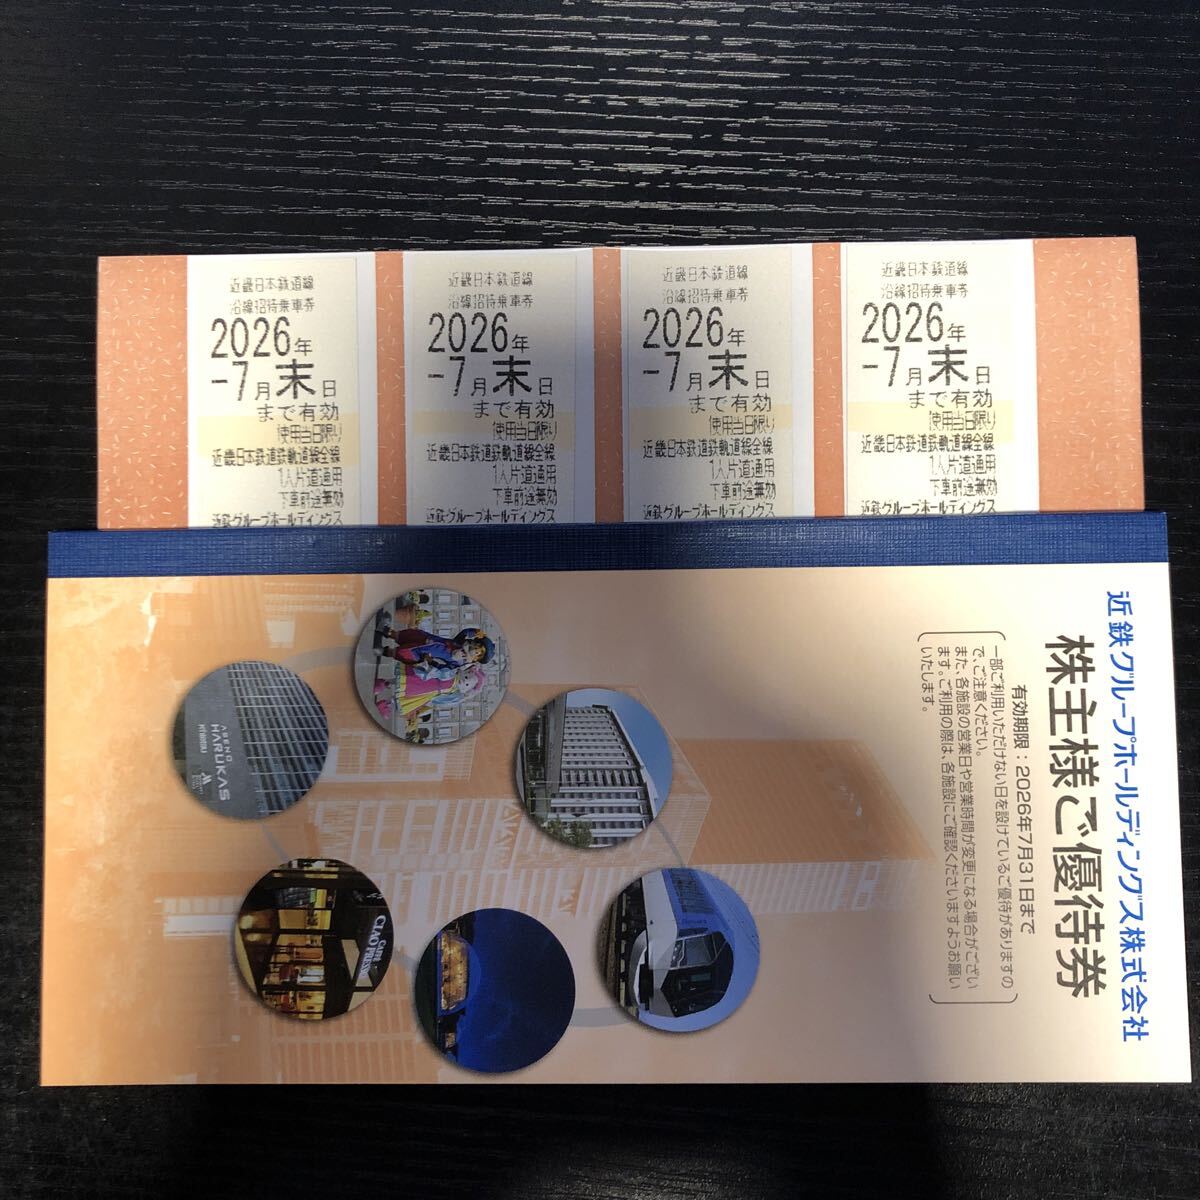 近畿日本鉄道線
沿線招待乗車券
2026年
-7月末日
まで有効
使用当日限り
近畿日本鉄道鉄軌道線全線
1人片道通用
下車前途無効
近鉄グループホールディングス
近畿日本鉄道線
沿線招待乗車券
2026年
-7月末日
まで有効
使用当日限り
近畿日本鉄道鉄軌道線全線
1人片道通用
下車前途無効
近鉄グループホールディングス
近畿日本鉄道線
沿線招待乗車券
2026年
-7月末日
まで有効
使用当日限り
近畿日本鉄道鉄軌道線全線
1人片道通用
下車前途無効
近鉄グループホールディングス
近畿日本鉄道線
沿線招待乗車券
2026年
-7月末日
まで有効
使用当日限り
近畿日本鉄道鉄軌道線全線
1人片道通用
下車前途無効
近鉄グループホールディングス
近鉄グループホールディングス株式会社
株主様ご優待券
有効期限：2026年7月31日まで
一部ご利用いただけない日を設けているご優待がありますの
で、ご注意ください。
また、各施設の営業日や営業時間が変更になる場合がござい
ます。ご利用の際は、各施設にご確認くださいますようお願い
いたします。
ABENO
HARUKAS
CAFÉ
CIAO PRESSO